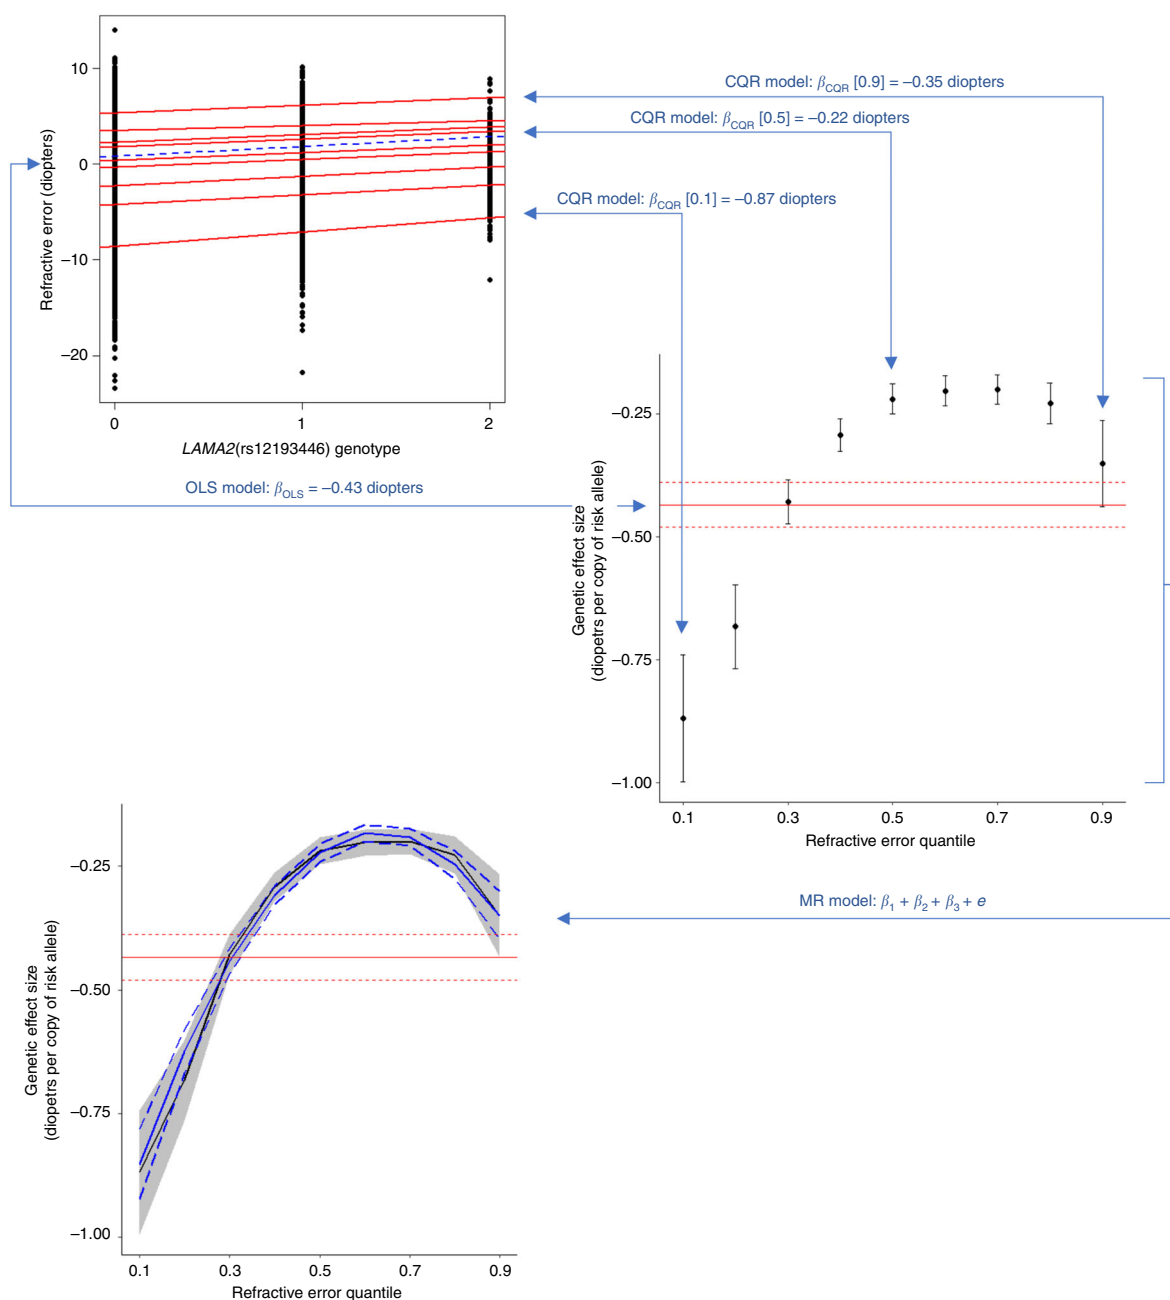 10
0
−10
−20
Refractive error (diopters)
0
1
2
LAMA2(rs12193446) genotype
CQR model: βCQR [0.9] = −0.35 diopters
CQR model: βCQR [0.5] = −0.22 diopters
CQR model: βCQR [0.1] = −0.87 diopters
OLS model: βOLS = −0.43 diopters
−0.25
−0.50
−0.75
−1.00
Genetic effect size
(diopetrs per copy of risk allele)
0.1
0.3
0.5
0.7
0.9
Refractive error quantile
MR model: β1 + β2 + β3 + e
−0.25
−0.50
−0.75
−1.00
Genetic effect size
(diopetrs per copy of risk allele)
0.1
0.3
0.5
0.7
0.9
Refractive error quantile